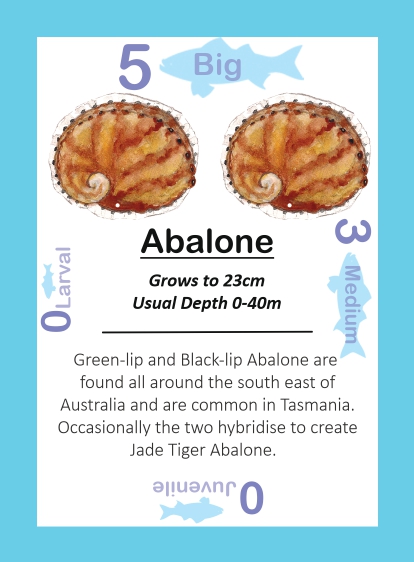 5 Big
Abalone
Grows to 23cm
Usual Depth 0-40m
3 Medium
0 Larval
Green-lip and Black-lip Abalone are
found all around the south east of
Australia and are common in Tasmania.
Occasionally the two hybridise to create
Jade Tiger Abalone.
0 Juvenile